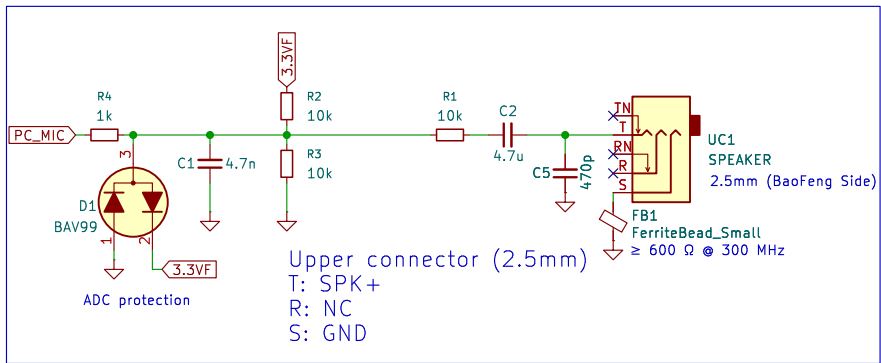 3.3VF
R4
1k
R2
10k
R1
10k
C2
4.7u
TN
T
RN
R
S
UC1
SPEAKER
2.5mm (BaoFeng Side)
PC_MIC
3
C1
4.7n
R3
10k
C5
470p
D1
BAV99
1
2
3.3VF
ADC protection
FB1
FerriteBead_Small
≥ 600 Ω @ 300 MHz
Upper connector (2.5mm)
T: SPK+
R: NC
S: GND